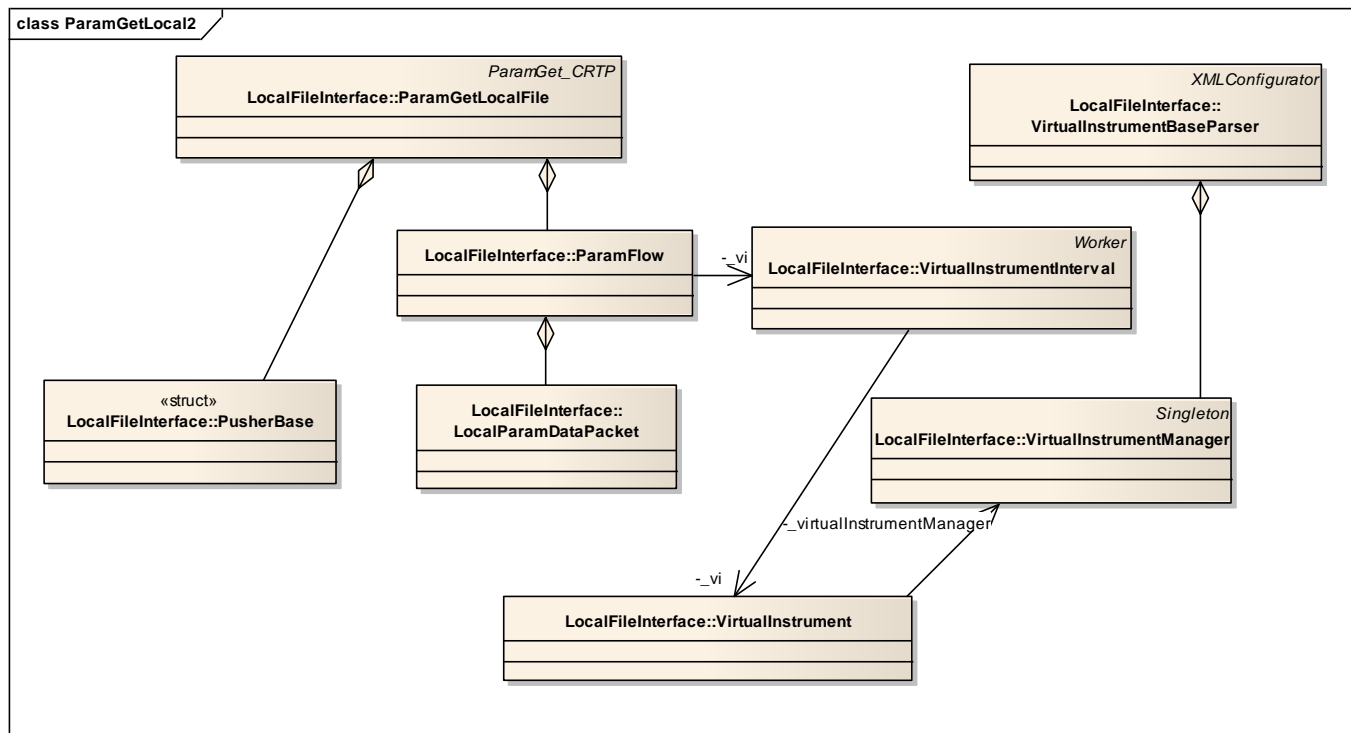 class ParamGetLocal2
ParamGet_CRTP
LocalFileInterface::ParamGetLocalFile
XMLConfigurator
LocalFileInterface::
VirtualInstrumentBaseParser
LocalFileInterface::ParamFlow
-_vi
Worker
LocalFileInterface::VirtualInstrumentInterval
«struct»
LocalFileInterface::PusherBase
LocalFileInterface::
LocalParamDataPacket
Singleton
LocalFileInterface::VirtualInstrumentManager
-_virtualInstrumentManager
-_vi
LocalFileInterface::VirtualInstrument